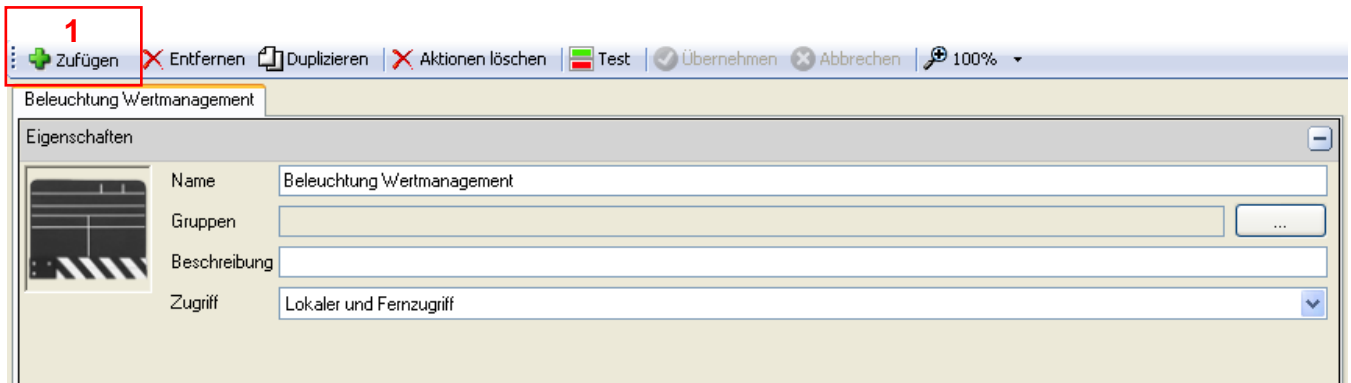 1
Zufügen Entfernen Duplizieren Aktionen löschen Test Übernehmen Abbrechen 100%
Beleuchtung Wertmanagement
Eigenschaften
Name Beleuchtung Wertmanagement
Gruppen ...
Beschreibung
Zugriff Lokaler und Fernzugriff